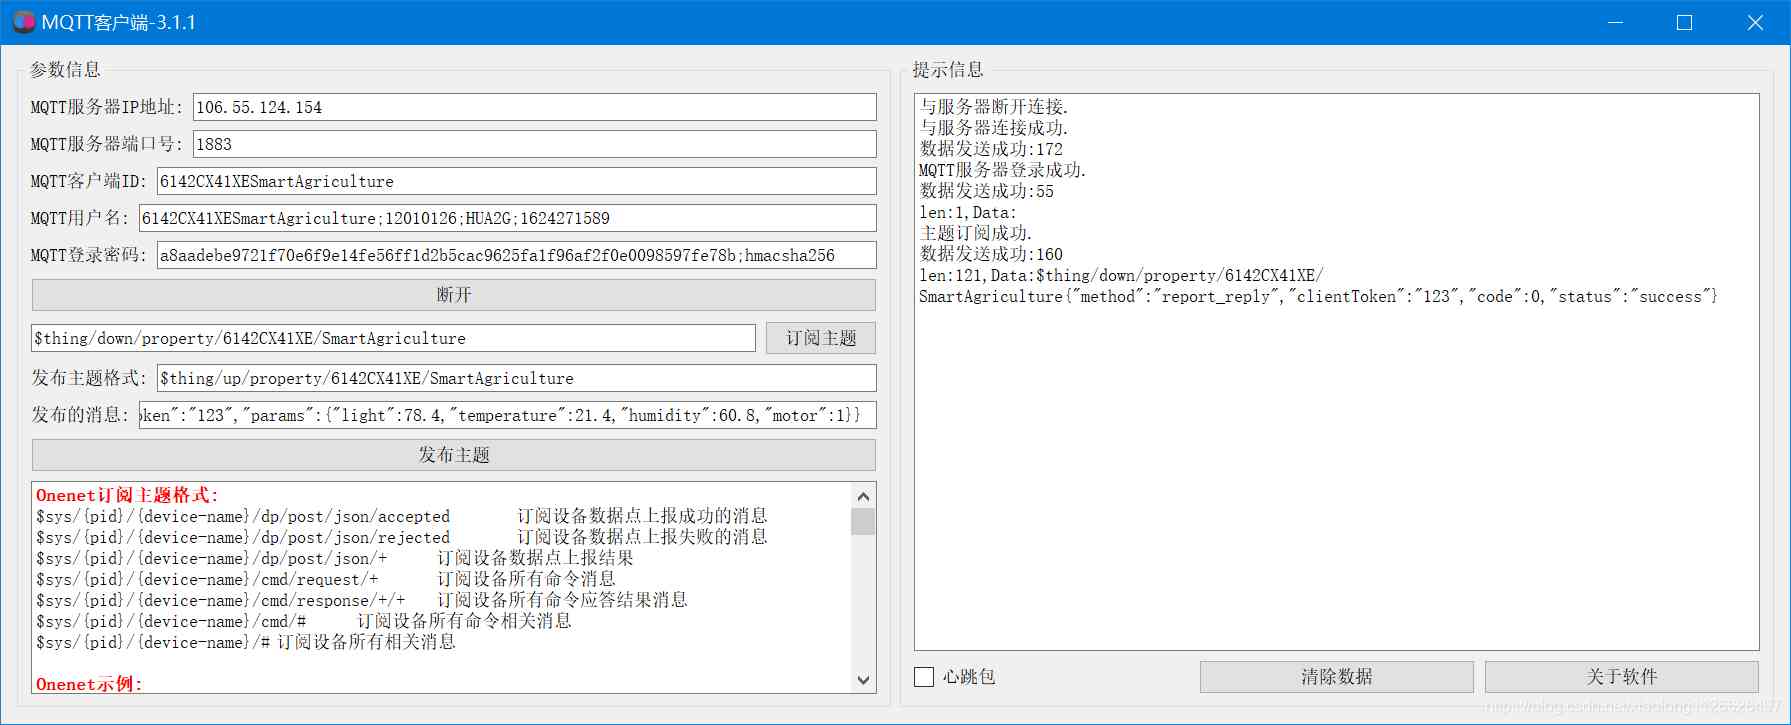 MQTT客户端-3.1.1
参数信息
MQTT服务器IP地址: 106.55.124.154
MQTT服务器端口号: 1883
MQTT客户端ID: 6142CX41XESmartAgriculture
MQTT用户名: 6142CX41XESmartAgriculture;12010126;HUA2G;1624271589
MQTT登录密码: a8aadebe9721f70e6f9e14fe56ff1d2b5cac9625fa1f96af2f0e0098597fe78b;hmacsha256
断开
$thing/down/property/6142CX41XE/SmartAgriculture 订阅主题
发布主题格式: $thing/up/property/6142CX41XE/SmartAgriculture
发布的消息: oken":"123","params":{"light":78.4,"temperature":21.4,"humidity":60.8,"motor":1}}
发布主题
Onenet订阅主题格式:
$sys/{pid}/{device-name}/dp/post/json/accepted 订阅设备数据点上报成功的消息
$sys/{pid}/{device-name}/dp/post/json/rejected 订阅设备数据点上报失败的消息
$sys/{pid}/{device-name}/dp/post/json/+ 订阅设备数据点上报结果
$sys/{pid}/{device-name}/cmd/request/+ 订阅设备所有命令消息
$sys/{pid}/{device-name}/cmd/response/+/+ 订阅设备所有命令应答结果消息
$sys/{pid}/{device-name}/cmd/# 订阅设备所有命令相关消息
$sys/{pid}/{device-name}/# 订阅设备所有相关消息
Onenet示例:
提示信息
与服务器断开连接.
与服务器连接成功.
数据发送成功:172
MQTT服务器登录成功.
数据发送成功:55
len:1,Data:
主题订阅成功.
数据发送成功:160
len:121,Data:$thing/down/property/6142CX41XE/
SmartAgriculture{"method":"report_reply","clientToken":"123","code":0,"status":"success"}
心跳包
清除数据
关于软件